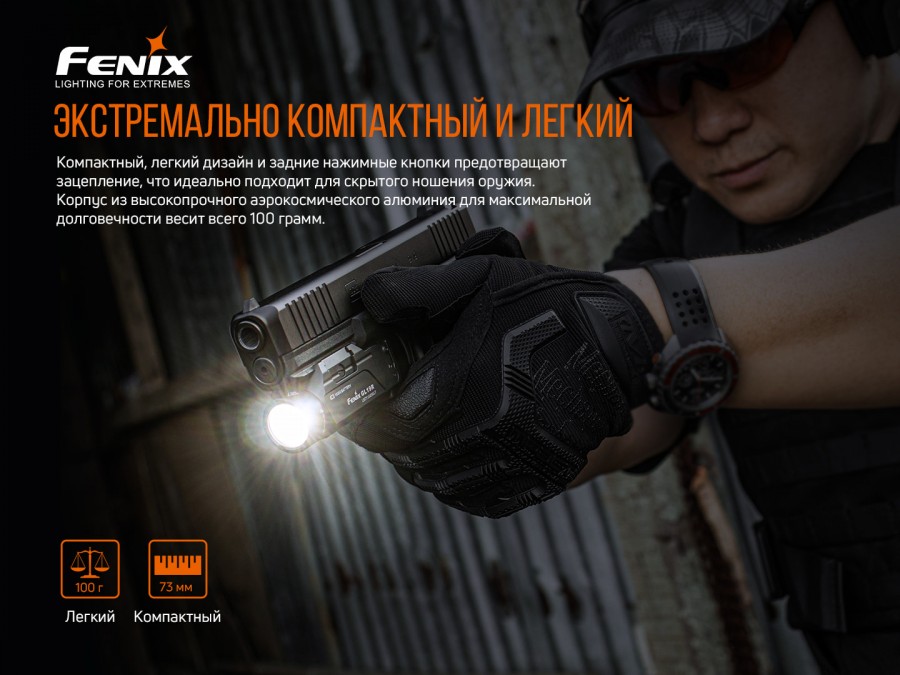 FENIX
LIGHTING FOR EXTREMES
ЭКСТРЕМАЛЬНО КОМПАКТНЫЙ И ЛЕГКИЙ
Компактный, легкий дизайн и задние нажимные кнопки предотвращают
зацепление, что идеально подходит для скрытого ношения оружия.
Корпус из высокопрочного аэрокосмического алюминия для максимальной
долговечности весит всего 100 грамм.
FENIX GL19R
100 г
73 мм
Легкий
Компактный